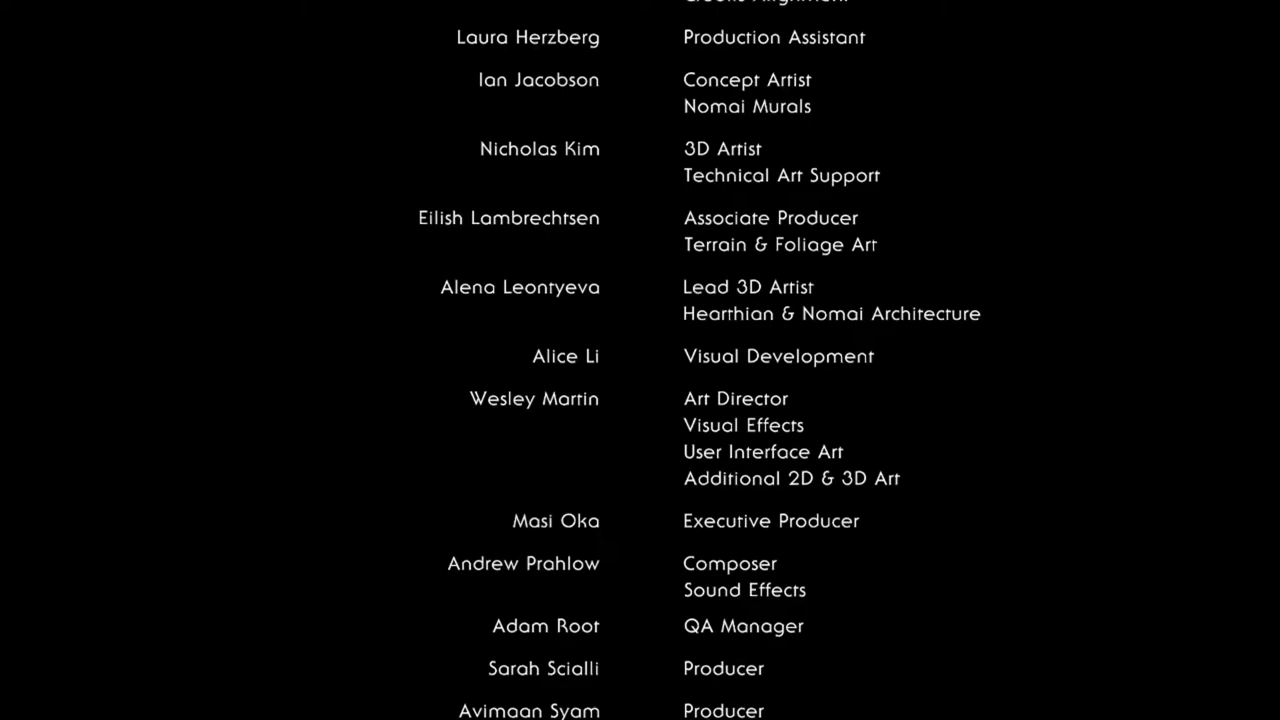 Laura Herzberg Production Assistant
Ian Jacobson Concept Artist
Nomai Murals
Nicholas Kim 3D Artist
Technical Art Support
Eilish Lambrechtsen Associate Producer
Terrain & Foliage Art
Alena Leontyeva Lead 3D Artist
Hearthian & Nomai Architecture
Alice Li Visual Development
Wesley Martin Art Director
Visual Effects
User Interface Art
Additional 2D & 3D Art
Masi Oka Executive Producer
Andrew Prahlow Composer
Sound Effects
Adam Root QA Manager
Sarah Scialli Producer
Avimaan Syam Producer